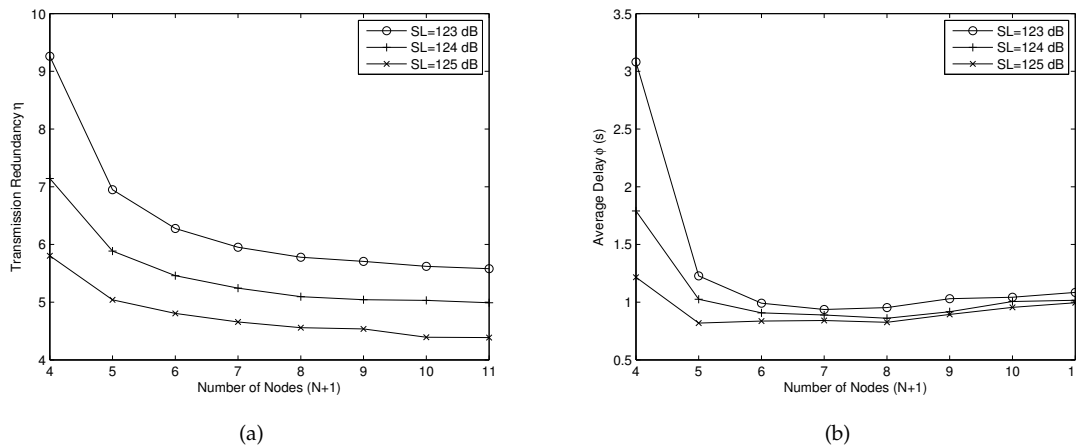 10
9
8
7
6
5
4
Transmission Redundancy η
4 5 6 7 8 9 10 11
Number of Nodes (N+1)
SL=123 dB
SL=124 dB
SL=125 dB
(a)
3.5
3
2.5
2
1.5
1
0.5
Average Delay ϕ (s)
4 5 6 7 8 9 10 1
Number of Nodes (N+1)
SL=123 dB
SL=124 dB
SL=125 dB
(b)